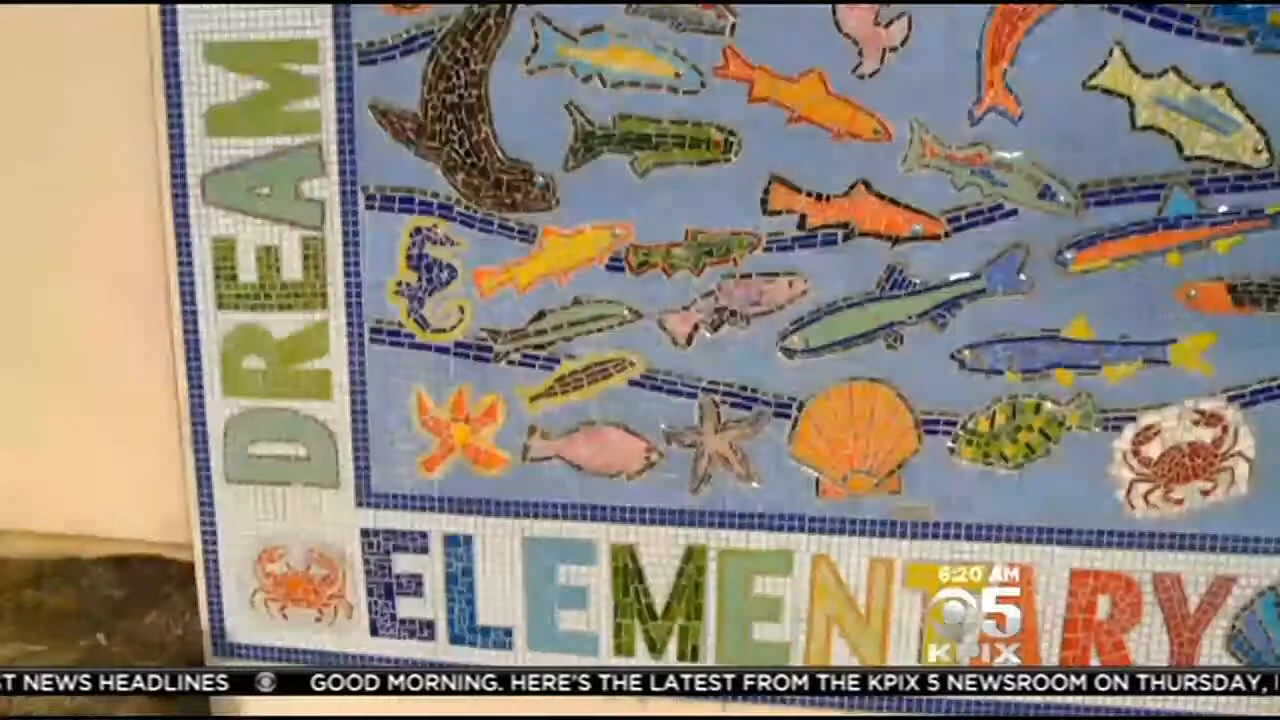 DREAM
ELEMENTARY
6:20 AM
5
KPIX
T NEWS HEADLINES GOOD MORNING. HERE'S THE LATEST FROM THE KPIX 5 NEWSROOM ON THURSDAY,